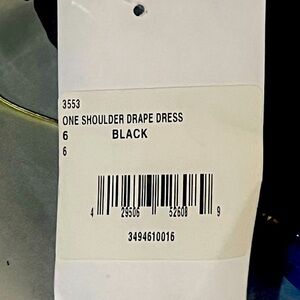 3553
ONE SHOULDER DRAPE DRESS
6 BLACK
6
4 29506 52608 9
3494610016